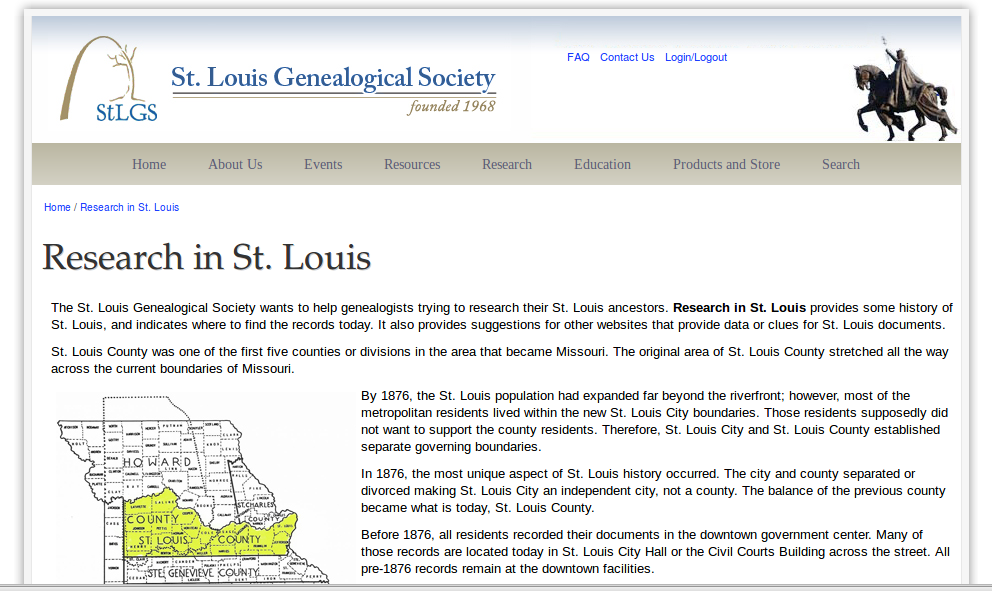 StLGS
St. Louis Genealogical Society
founded 1968
FAQ Contact Us Login/Logout
Home About Us Events Resources Research Education Products and Store Search
Home / Research in St. Louis
Research in St. Louis
The St. Louis Genealogical Society wants to help genealogists trying to research their St. Louis ancestors. Research in St. Louis provides some history of
St. Louis, and indicates where to find the records today. It also provides suggestions for other websites that provide data or clues for St. Louis documents.
St. Louis County was one of the first five counties or divisions in the area that became Missouri. The original area of St. Louis County stretched all the way
across the current boundaries of Missouri.
HOWARD
COUNTY
ST. CHARLES
COUNTY
ST. LOUIS COUNTY
STE. GENEVIEVE COUNTY
By 1876, the St. Louis population had expanded far beyond the riverfront; however, most of the
metropolitan residents lived within the new St. Louis City boundaries. Those residents supposedly did
not want to support the county residents. Therefore, St. Louis City and St. Louis County established
separate governing boundaries.
In 1876, the most unique aspect of St. Louis history occurred. The city and county separated or
divorced making St. Louis City an independent city, not a county. The balance of the previous county
became what is today, St. Louis County.
Before 1876, all residents recorded their documents in the downtown government center. Many of
those records are located today in St. Louis City Hall or the Civil Courts Building across the street. All
pre-1876 records remain at the downtown facilities.